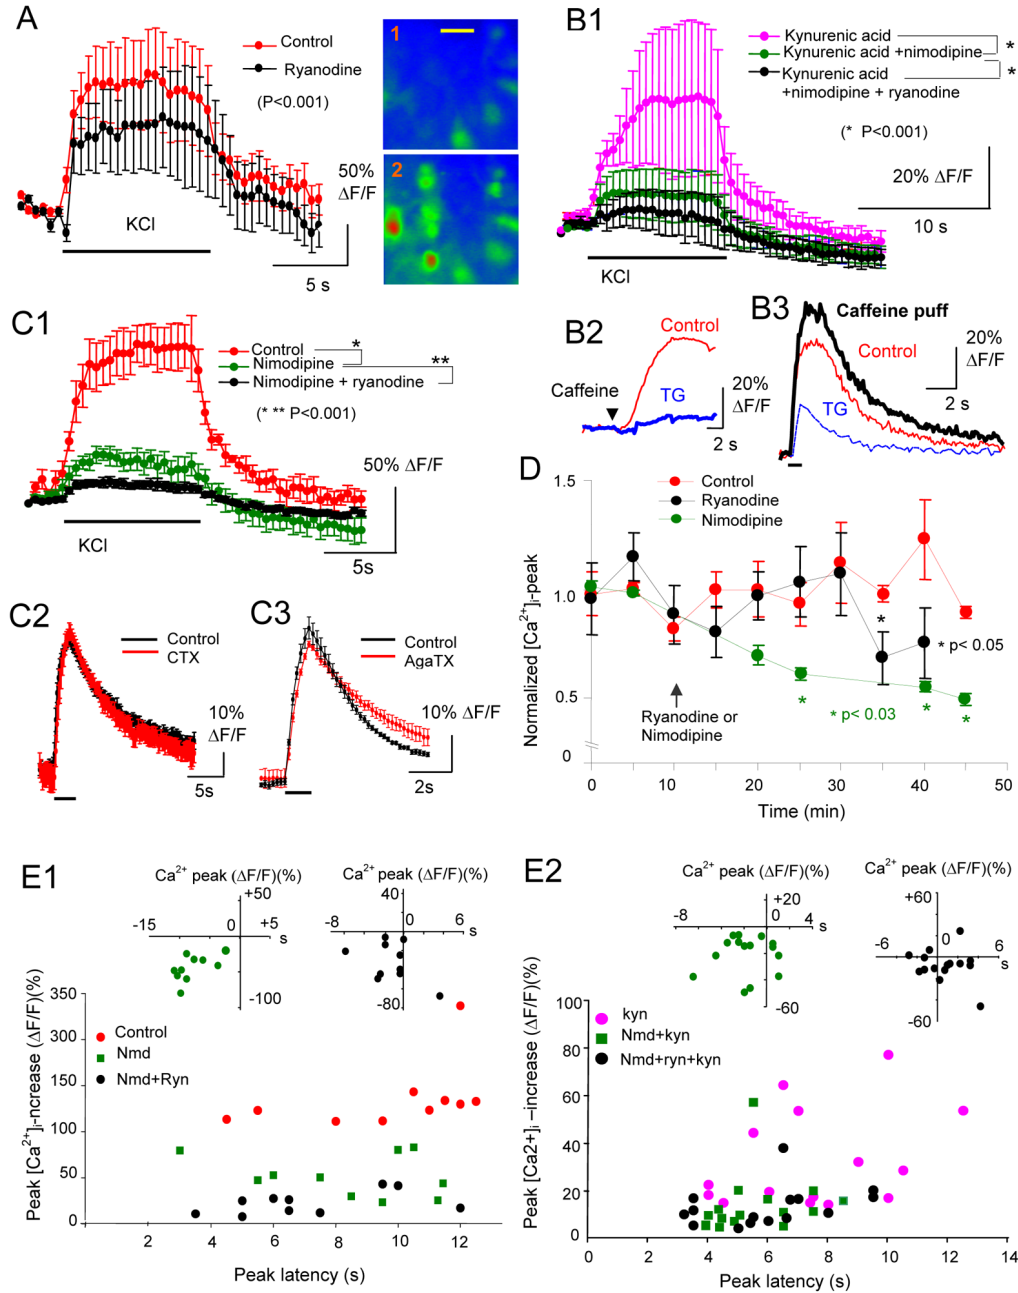 A
Control
Ryanodine
(P<0.001)
50%
ΔF/F
KCl
5 s
1
2
B1
Kynurenic acid
Kynurenic acid +nimodipine
Kynurenic acid
+nimodipine + ryanodine
*
*
(* P<0.001)
20% ΔF/F
10 s
KCl
C1
Control
Nimodipine
Nimodipine + ryanodine
*
**
(* ** P<0.001)
50% ΔF/F
KCl
5s
B2
Control
Caffeine
TG
20%
ΔF/F
2 s
B3
Caffeine puff
Control
TG
20%
ΔF/F
2 s
C2
Control
CTX
10%
ΔF/F
5s
C3
Control
AgaTX
10% ΔF/F
2s
D
Control
Ryanodine
Nimodipine
Normalized [Ca²⁺]ᵢ-peak
1.5
1.0
0.5
0
*
* p< 0.05
Ryanodine or
Nimodipine
*
* p< 0.03
*
*
0 10 20 30 40 50
Time (min)
E1
Ca²⁺ peak (ΔF/F)(%)
+50
-15 0 +5
s
-100
Ca²⁺ peak (ΔF/F)(%)
40
-8 0 6
s
-80
Peak [Ca²⁺]ᵢ-ncrease (ΔF/F)(%)
350
300
150
100
50
0
Control
Nmd
Nmd+Ryn
2 4 6 8 10 12
Peak latency (s)
E2
Ca²⁺ peak (ΔF/F)(%)
+20
-8 0 4
s
-60
Ca²⁺ peak (ΔF/F)(%)
+60
-6 0 6
s
-60
Peak [Ca2+]ᵢ –increase (ΔF/F)(%)
100
80
60
40
20
0
kyn
Nmd+kyn
Nmd+ryn+kyn
0 2 4 6 8 10 12 14
Peak latency (s)